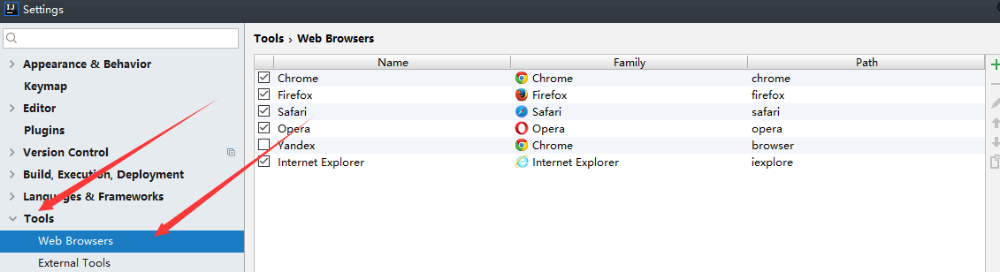 IJ Settings
Appearance & Behavior
Keymap
Editor
Plugins
Version Control
Build, Execution, Deployment
Languages & Frameworks
Tools
Web Browsers
External Tools
Tools › Web Browsers
Name Family Path
Chrome Chrome chrome
Firefox Firefox firefox
Safari Safari safari
Opera Opera opera
Yandex Chrome browser
Internet Explorer Internet Explorer iexplore